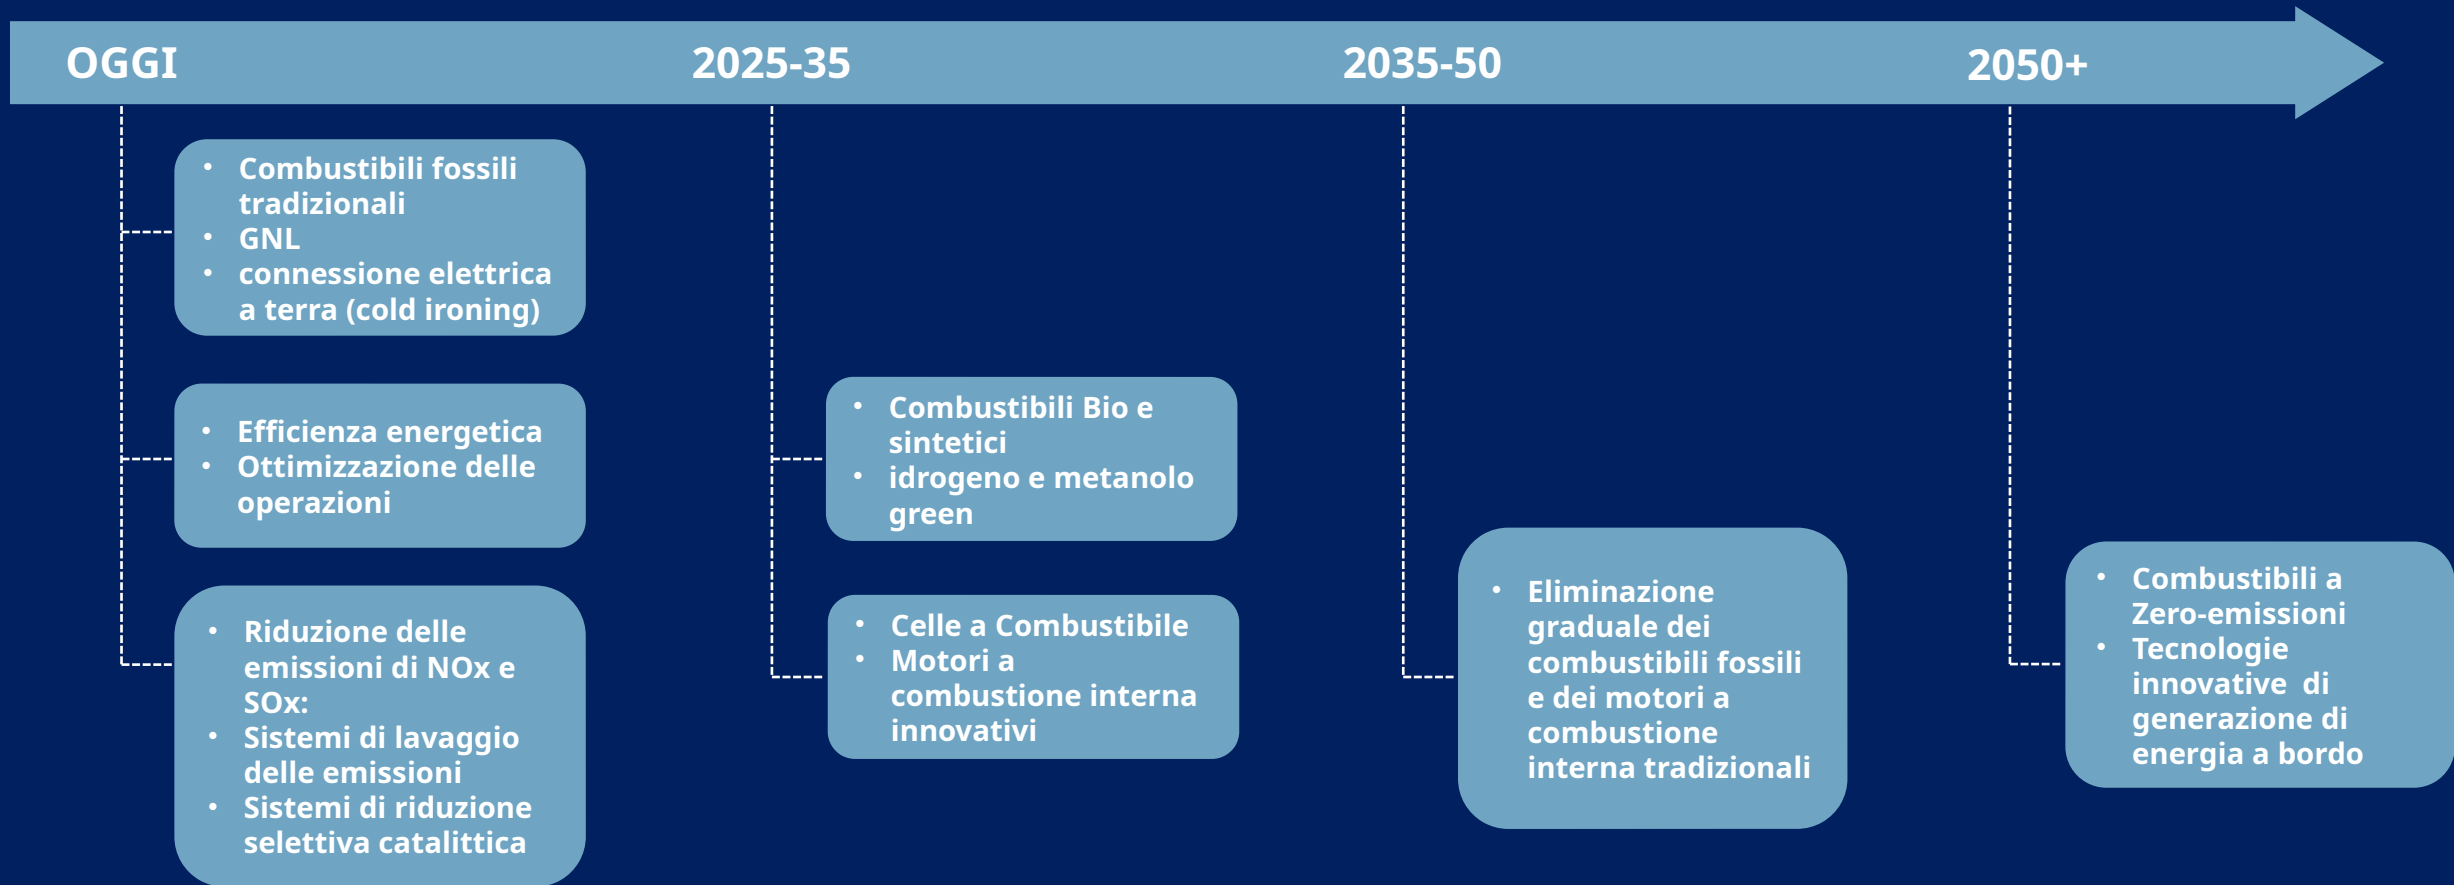 OGGI
2025-35
2035-50
2050+
• Combustibili fossili
tradizionali
• GNL
• connessione elettrica
a terra (cold ironing)
• Efficienza energetica
• Ottimizzazione delle
operazioni
• Riduzione delle
emissioni di NOx e
SOx:
• Sistemi di lavaggio
delle emissioni
• Sistemi di riduzione
selettiva catalittica
• Combustibili Bio e
sintetici
• idrogeno e metanolo
green
• Celle a Combustibile
• Motori a
combustione interna
innovativi
• Eliminazione
graduale dei
combustibili fossili
e dei motori a
combustione
interna tradizionali
• Combustibili a
Zero-emissioni
• Tecnologie
innovative  di
generazione di
energia a bordo